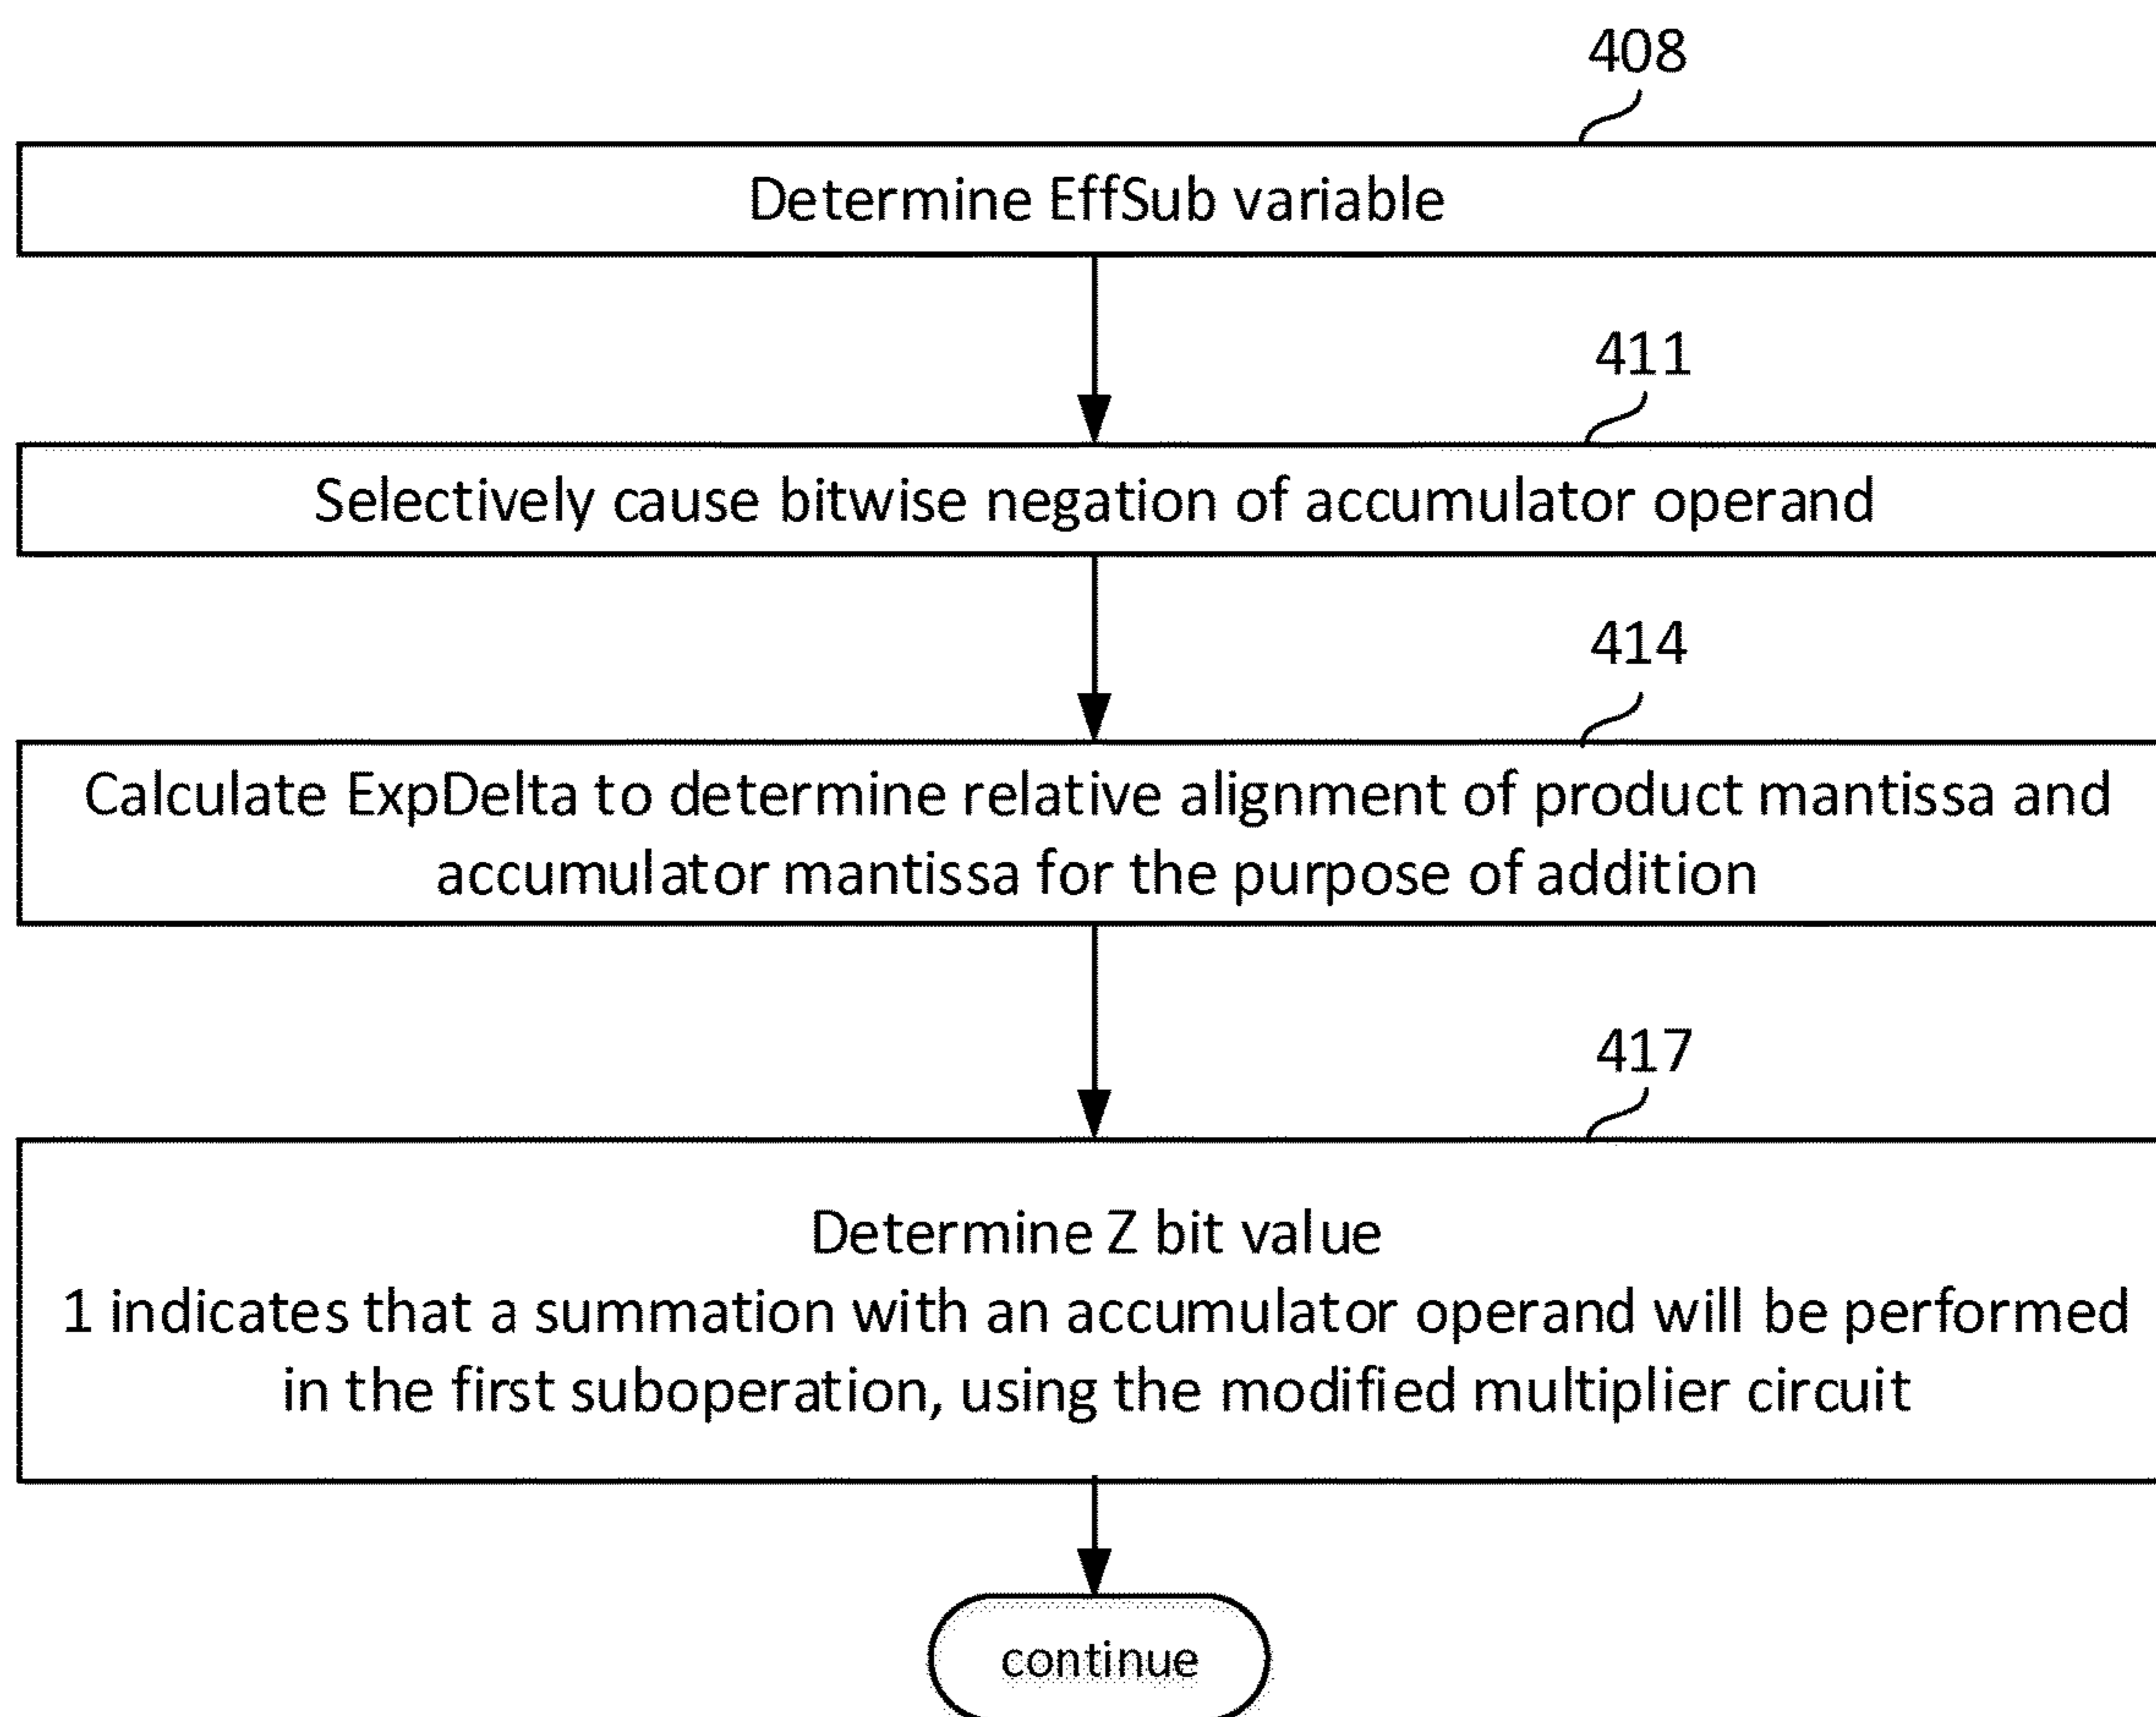 408
Determine EffSub variable
411
Selectively cause bitwise negation of accumulator operand
414
Calculate ExpDelta to determine relative alignment of product mantissa and
accumulator mantissa for the purpose of addition
417
Determine Z bit value
1 indicates that a summation with an accumulator operand will be performed
in the first suboperation, using the modified multiplier circuit
continue